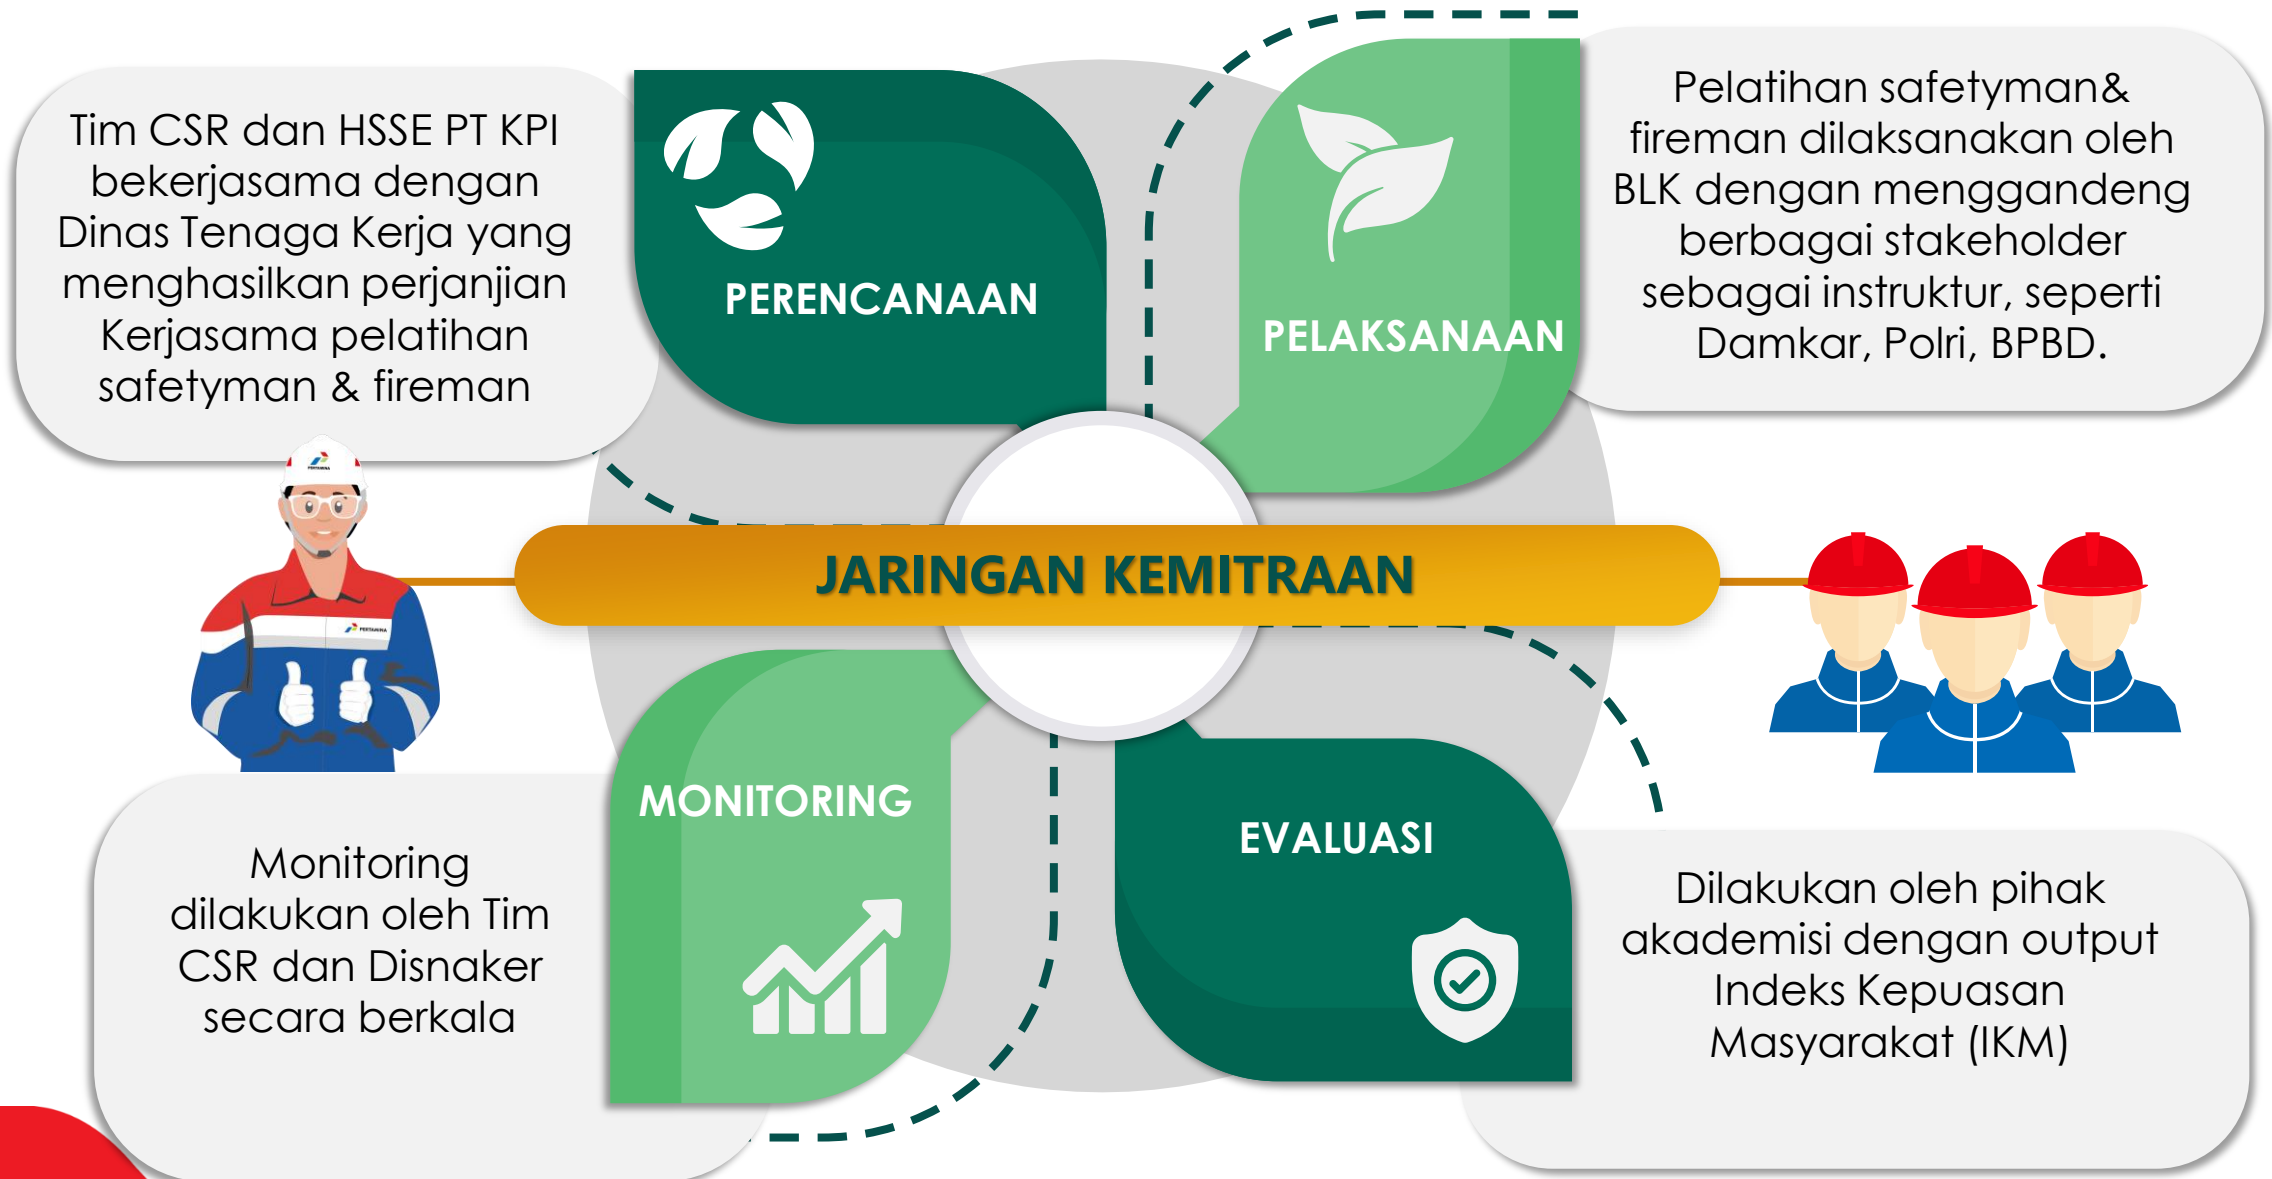 Tim CSR dan HSSE PT KPI
bekerjasama dengan
Dinas Tenaga Kerja yang
menghasilkan perjanjian
Kerjasama pelatihan
safetyman & fireman
PERENCANAAN
PELAKSANAAN
Pelatihan safetyman&
fireman dilaksanakan oleh
BLK dengan menggandeng
berbagai stakeholder
sebagai instruktur, seperti
Damkar, Polri, BPBD.
PERTAMINA
PERTAMINA
JARINGAN KEMITRAAN
MONITORING
Monitoring
dilakukan oleh Tim
CSR dan Disnaker
secara berkala
EVALUASI
Dilakukan oleh pihak
akademisi dengan output
Indeks Kepuasan
Masyarakat (IKM)